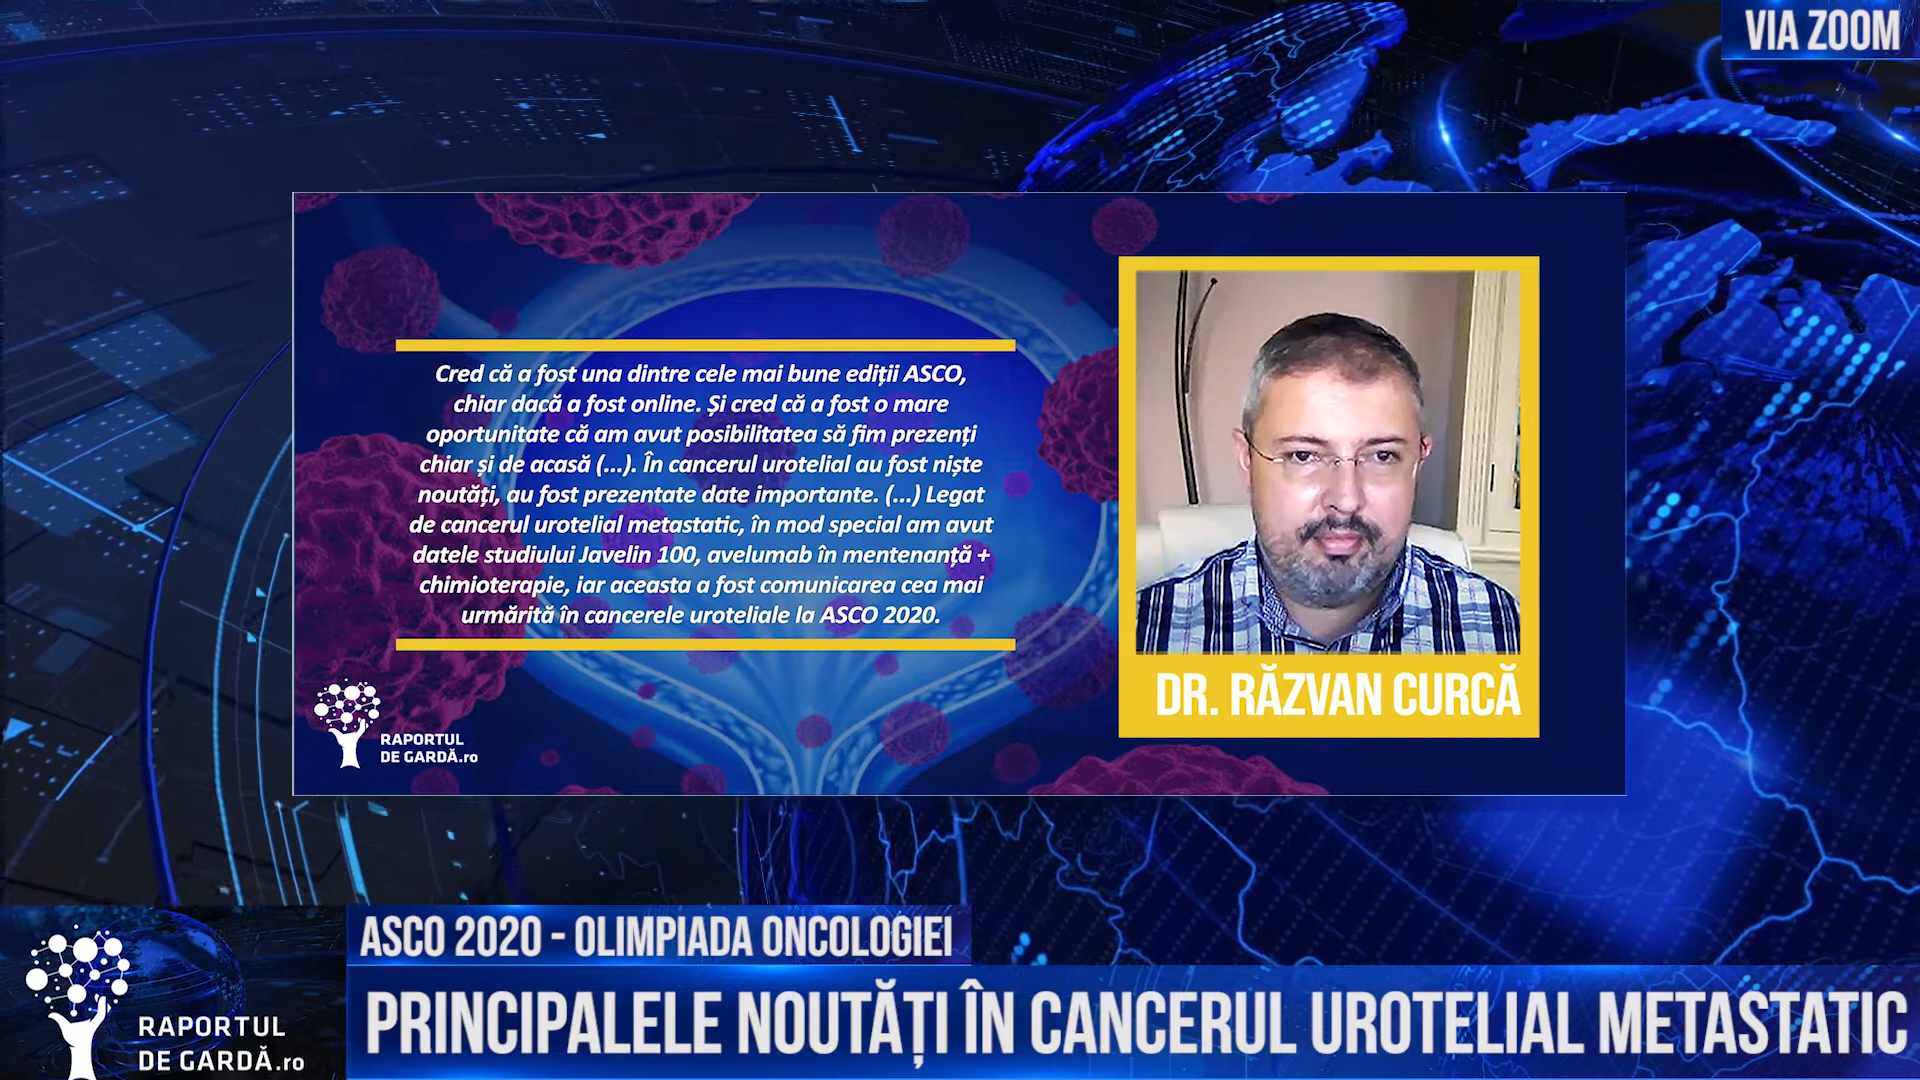 VIA ZOOM
Cred că a fost una dintre cele mai bune ediții ASCO,
chiar dacă a fost online. Și cred că a fost o mare
oportunitate că am avut posibilitatea să fim prezenți
chiar și de acasă (...). În cancerul urotelial au fost niște
noutăți, au fost prezentate date importante. (...) Legat
de cancerul urotelial metastatic, în mod special am avut
datele studiului Javelin 100, avelumab în mentenanță +
chimioterapie, iar aceasta a fost comunicarea cea mai
urmărită în cancerele uroteliale la ASCO 2020.
DR. RĂZVAN CURCĂ
RAPORTUL
DE GARDĂ.ro
ASCO 2020 - OLIMPIADA ONCOLOGIEI
PRINCIPALELE NOUTĂȚI ÎN CANCERUL UROTELIAL METASTATIC
RAPORTUL
DE GARDĂ.ro